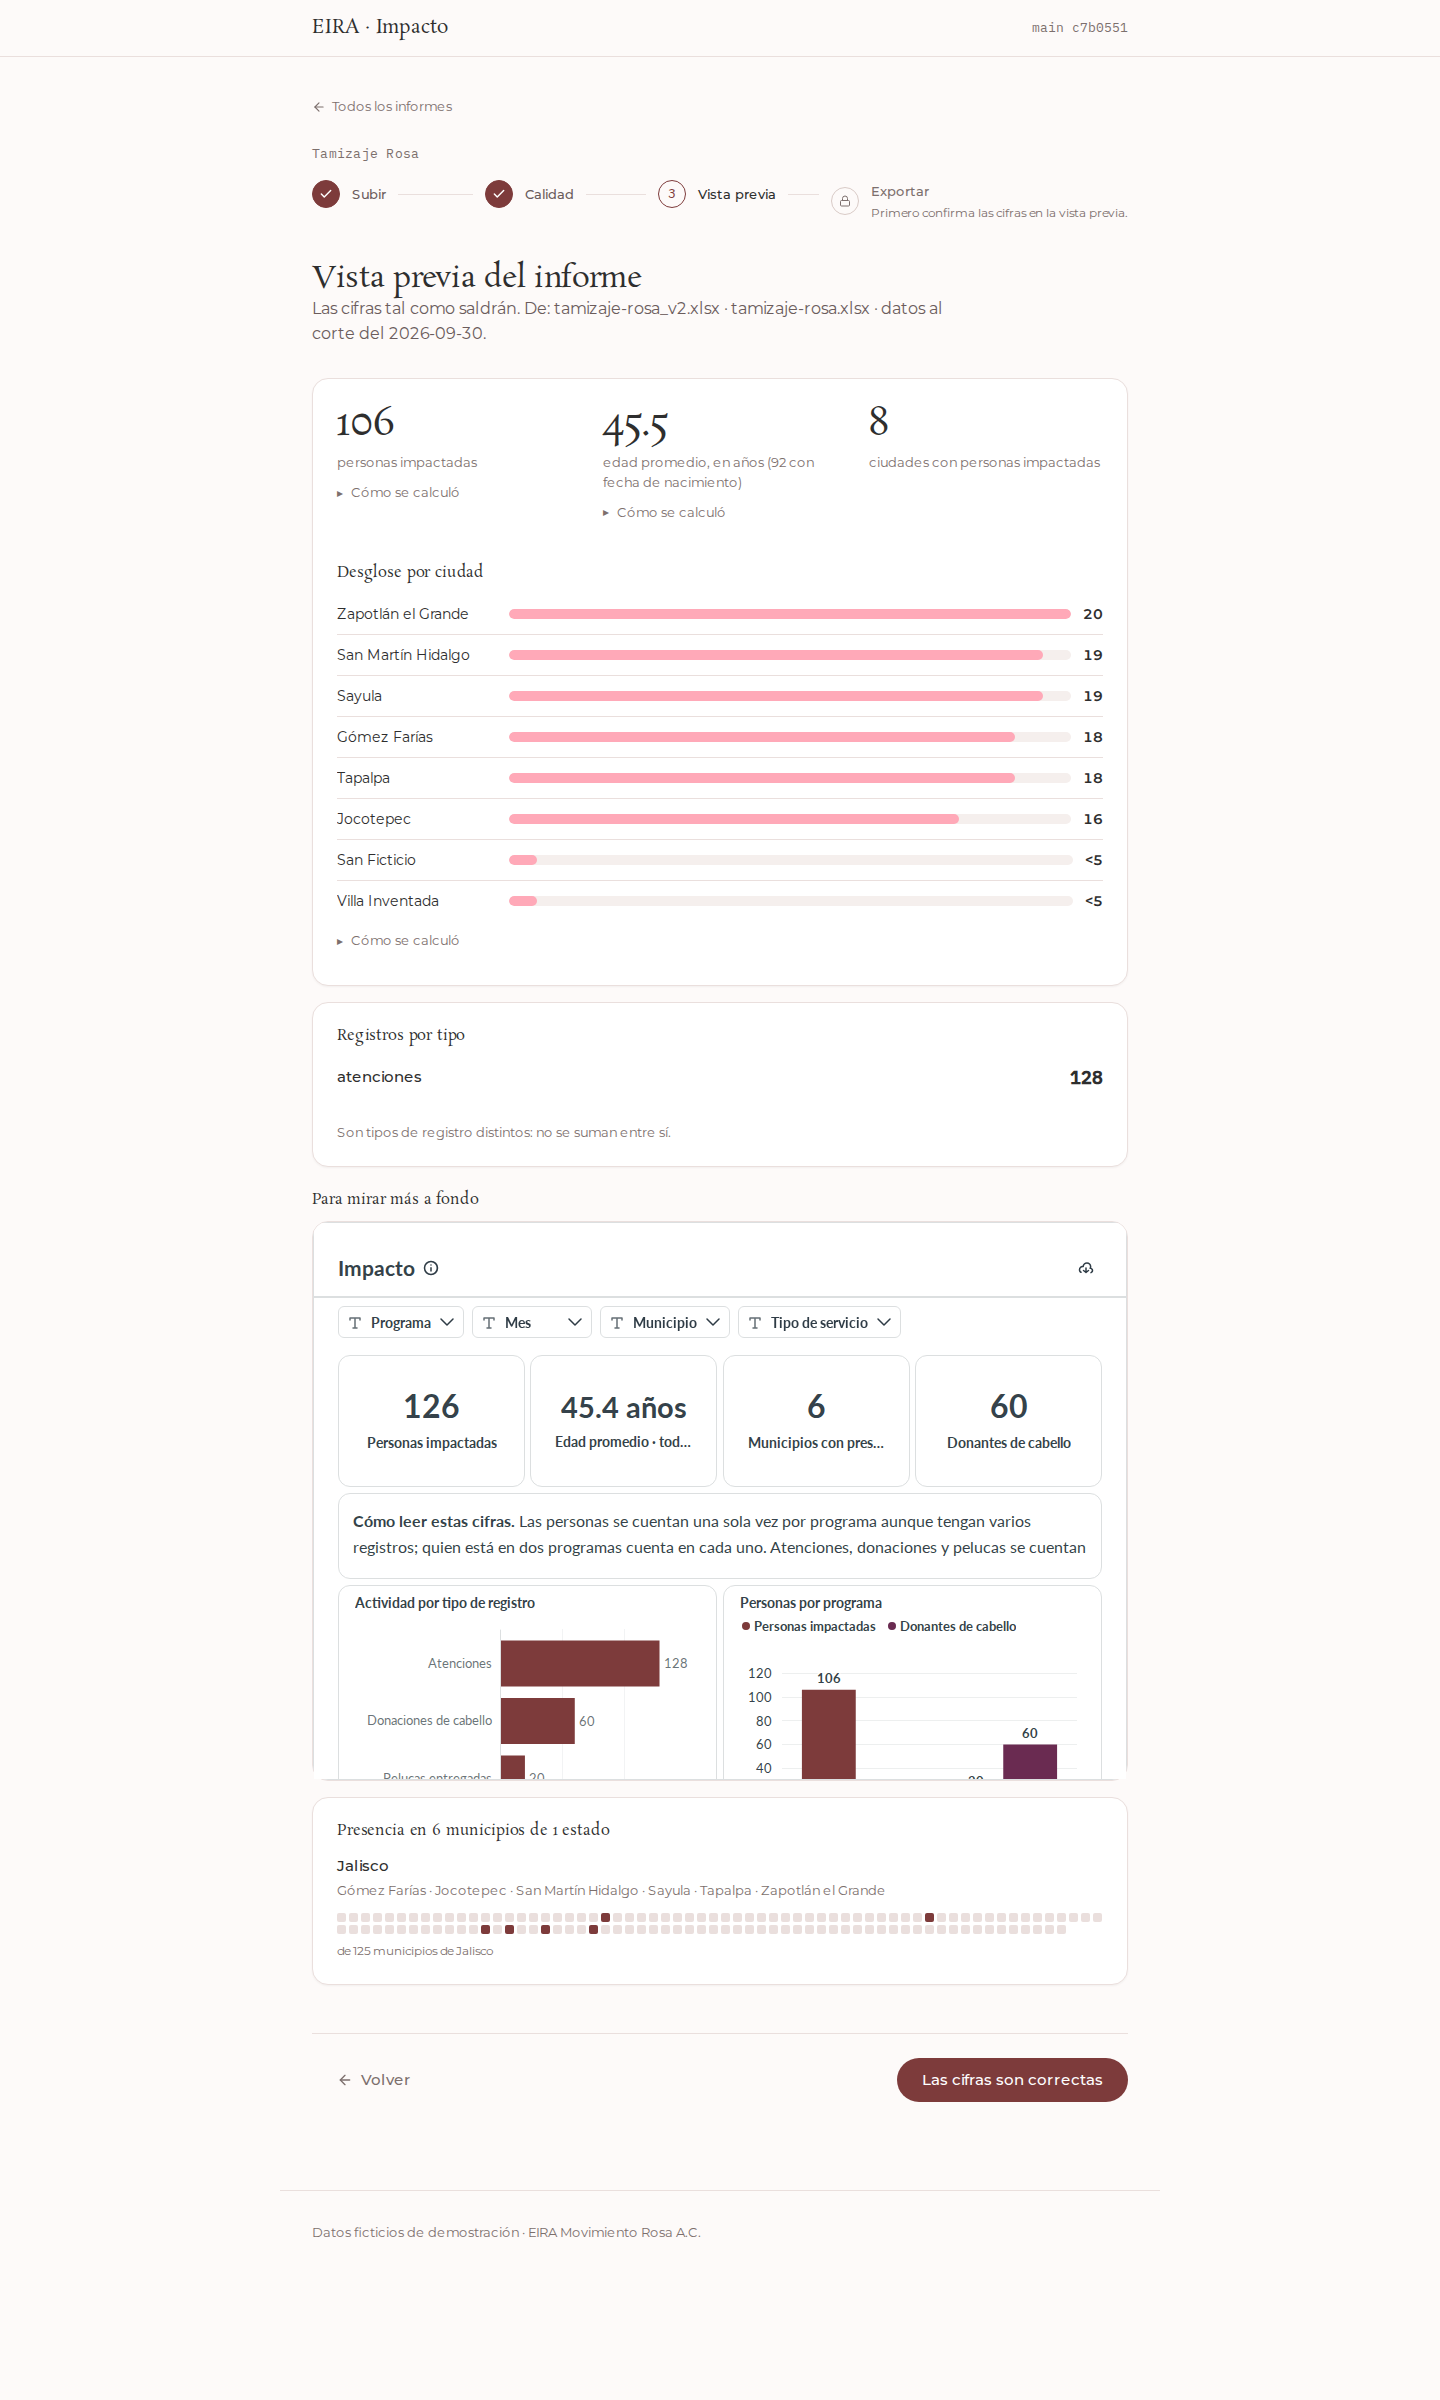 EIRA · Impacto
main c7b0551
← Todos los informes
Tamizaje Rosa
Subir
Calidad
3 Vista previa
Exportar
Primero confirma las cifras en la vista previa.
Vista previa del informe
Las cifras tal como saldrán. De: tamizaje-rosa_v2.xlsx · tamizaje-rosa.xlsx · datos al
corte del 2026-09-30.
106
personas impactadas
▸ Cómo se calculó
45.5
edad promedio, en años (92 con
fecha de nacimiento)
▸ Cómo se calculó
8
ciudades con personas impactadas
Desglose por ciudad
Zapotlán el Grande 20
San Martín Hidalgo 19
Sayula 19
Gómez Farías 18
Tapalpa 18
Jocotepec 16
San Ficticio <5
Villa Inventada <5
▸ Cómo se calculó
Registros por tipo
atenciones 128
Son tipos de registro distintos: no se suman entre sí.
Para mirar más a fondo
Impacto
Programa
Mes
Municipio
Tipo de servicio
126
Personas impactadas
45.4 años
Edad promedio · tod…
6
Municipios con pres…
60
Donantes de cabello
Cómo leer estas cifras. Las personas se cuentan una sola vez por programa aunque tengan varios
registros; quien está en dos programas cuenta en cada uno. Atenciones, donaciones y pelucas se cuentan
Actividad por tipo de registro
Atenciones 128
Donaciones de cabello 60
Pelucas entregadas 20
Personas por programa
Personas impactadas
Donantes de cabello
120
100
80
60
40
106
20
60
Presencia en 6 municipios de 1 estado
Jalisco
Gómez Farías · Jocotepec · San Martín Hidalgo · Sayula · Tapalpa · Zapotlán el Grande
de 125 municipios de Jalisco
← Volver
Las cifras son correctas
Datos ficticios de demostración · EIRA Movimiento Rosa A.C.